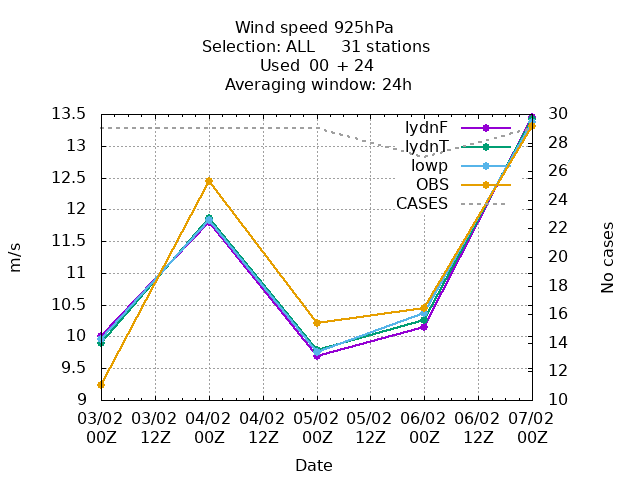 Wind speed 925hPa
Selection: ALL 31 stations
Used 00 + 24
Averaging window: 24h
13.5
13
12.5
12
11.5
11
10.5
10
9.5
9
30
28
26
24
22
20
18
16
14
12
10
lydnF
lydnT
lowp
OBS
CASES
m/s
No cases
03/02 03/02 04/02 04/02 05/02 05/02 06/02 06/02 07/02
00Z 12Z 00Z 12Z 00Z 12Z 00Z 12Z 00Z
Date